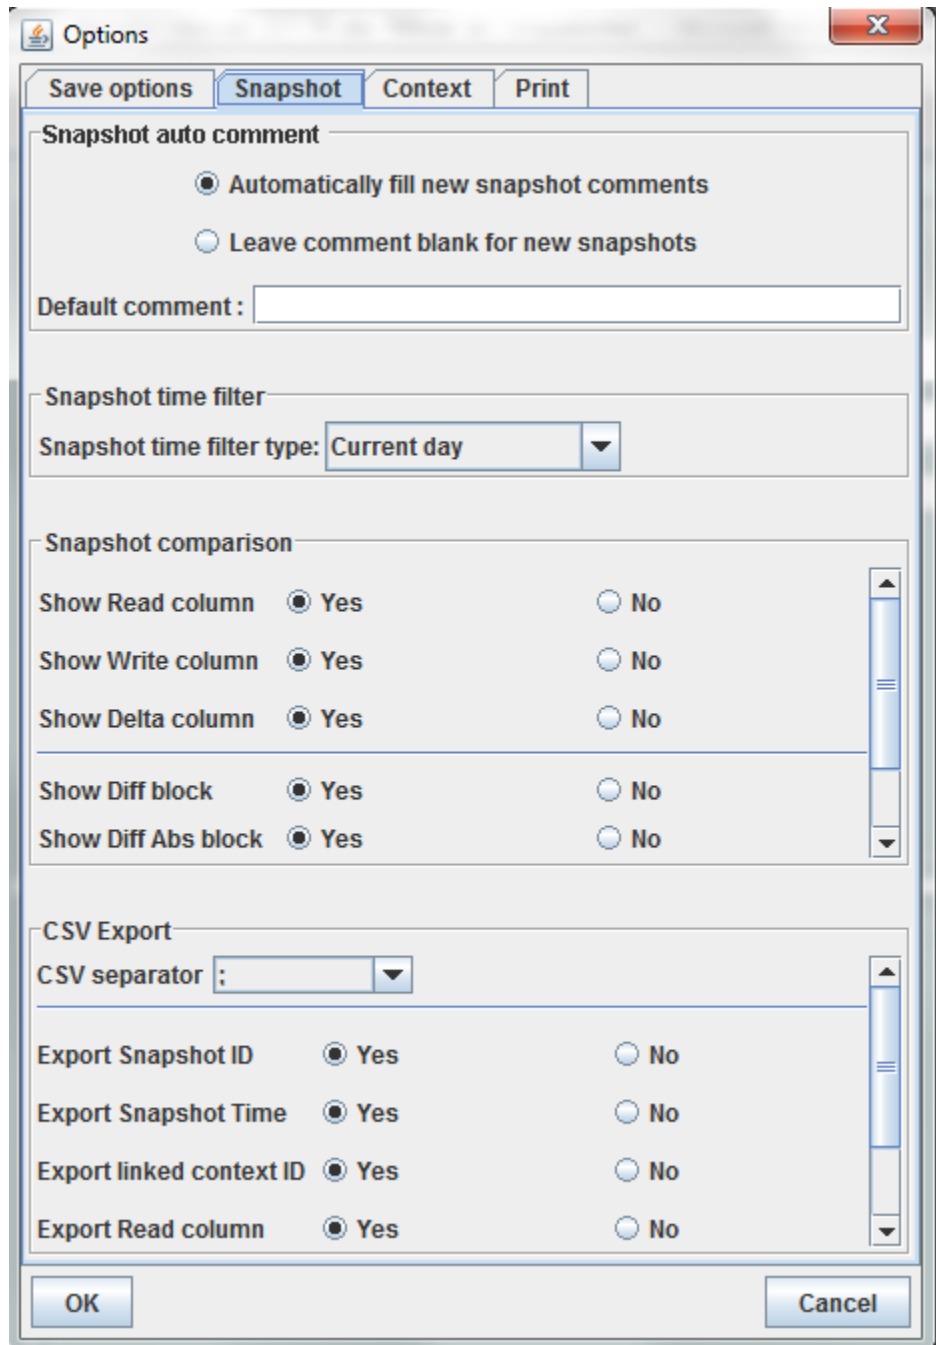 Options
Save options Snapshot Context Print
Snapshot auto comment
Automatically fill new snapshot comments
Leave comment blank for new snapshots
Default comment :
Snapshot time filter
Snapshot time filter type: Current day
Snapshot comparison
Show Read column Yes No
Show Write column Yes No
Show Delta column Yes No
Show Diff block Yes No
Show Diff Abs block Yes No
CSV Export
CSV separator ;
Export Snapshot ID Yes No
Export Snapshot Time Yes No
Export linked context ID Yes No
Export Read column Yes No
OK Cancel